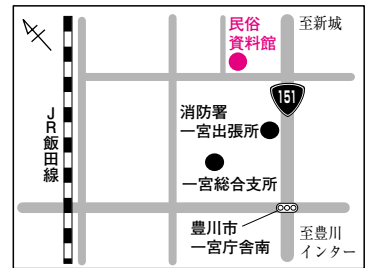 民俗
資料館
至新城
151
消防署
一宮出張所
JR飯田線
一宮総合支所
豊川市
一宮庁舎南
至豊川
インター